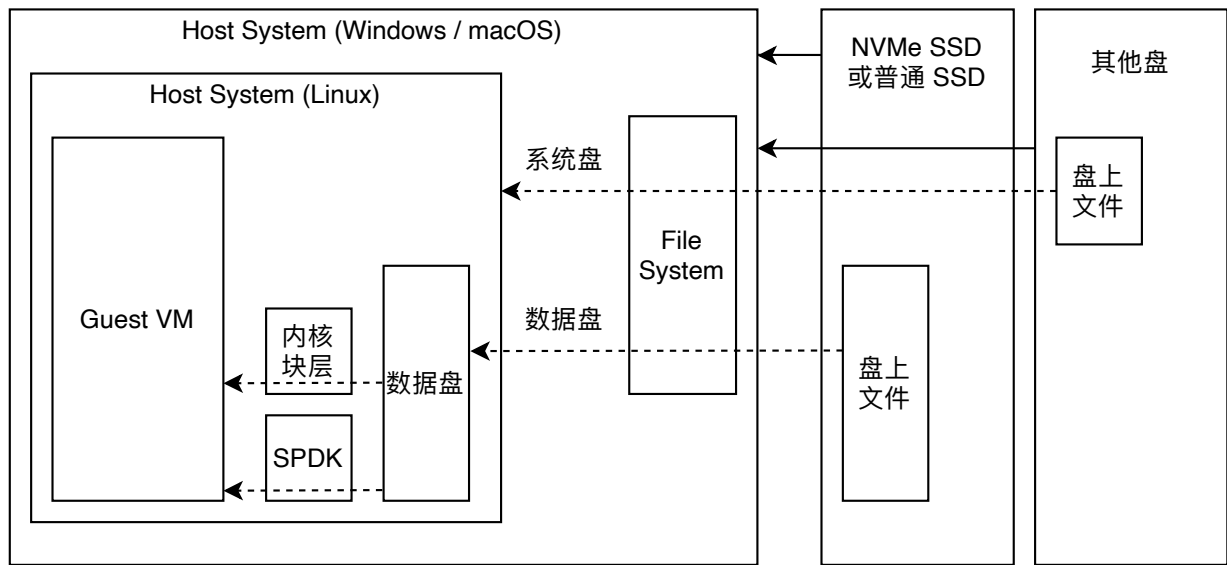 Host System (Windows / macOS)
NVMe SSD
或普通 SSD
其他盘
Host System (Linux)
系统盘
盘上
文件
File
System
Guest VM
内核
块层
数据盘
数据盘
盘上
文件
SPDK